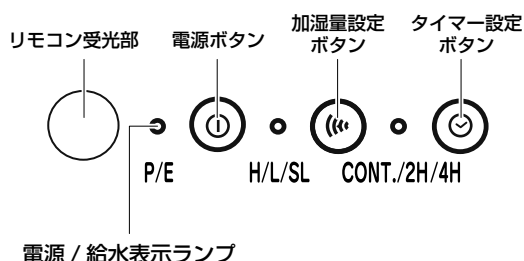 リモコン受光部
電源ボタン
加湿量設定
ボタン
タイマー設定
ボタン
P/E
H/L/SL
CONT./2H/4H
電源 / 給水表示ランプ